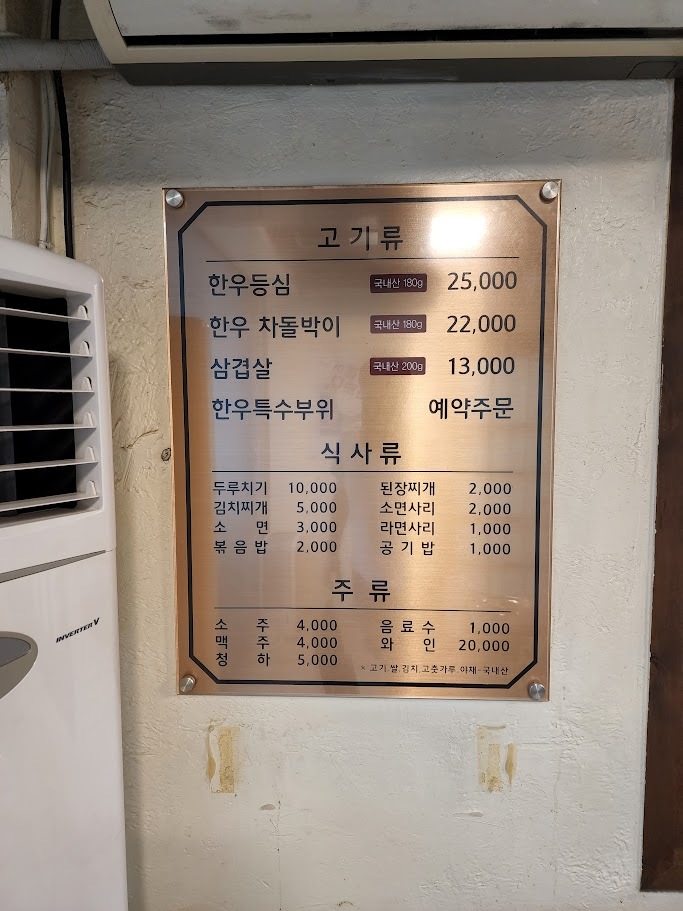 고기류
한우등심 국내산 180g 25,000
한우 차돌박이 국내산 180g 22,000
삼겹살 국내산 200g 13,000
한우특수부위 예약주문
식사류
두루치기 10,000 된장찌개 2,000
김치찌개 5,000 소면사리 2,000
소 면 3,000 라면사리 1,000
볶음밥 2,000 공기밥 1,000
주류
소 주 4,000 음료수 1,000
맥 주 4,000 와 인 20,000
청 하 5,000 × 고기.쌀.김치.고춧가루.야채-국내산
INVERTER V